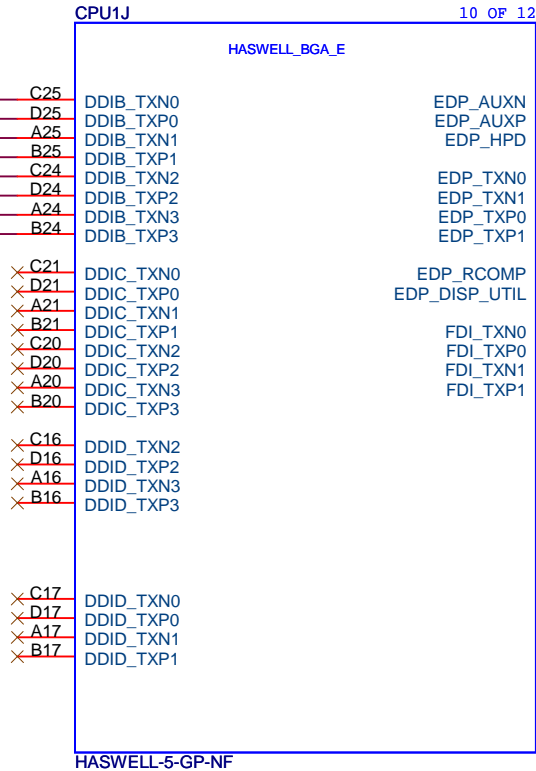 CPU1J 10 OF 12
HASWELL_BGA_E
C25 DDIB_TXN0 EDP_AUXN
D25 DDIB_TXP0 EDP_AUXP
A25 DDIB_TXN1 EDP_HPD
B25 DDIB_TXP1
C24 DDIB_TXN2 EDP_TXN0
D24 DDIB_TXP2 EDP_TXN1
A24 DDIB_TXN3 EDP_TXP0
B24 DDIB_TXP3 EDP_TXP1
C21 DDIC_TXN0 EDP_RCOMP
D21 DDIC_TXP0 EDP_DISP_UTIL
A21 DDIC_TXN1
B21 DDIC_TXP1 FDI_TXN0
C20 DDIC_TXN2 FDI_TXP0
D20 DDIC_TXP2 FDI_TXN1
A20 DDIC_TXN3 FDI_TXP1
B20 DDIC_TXP3
C16 DDID_TXN2
D16 DDID_TXP2
A16 DDID_TXN3
B16 DDID_TXP3
C17 DDID_TXN0
D17 DDID_TXP0
A17 DDID_TXN1
B17 DDID_TXP1
HASWELL-5-GP-NF